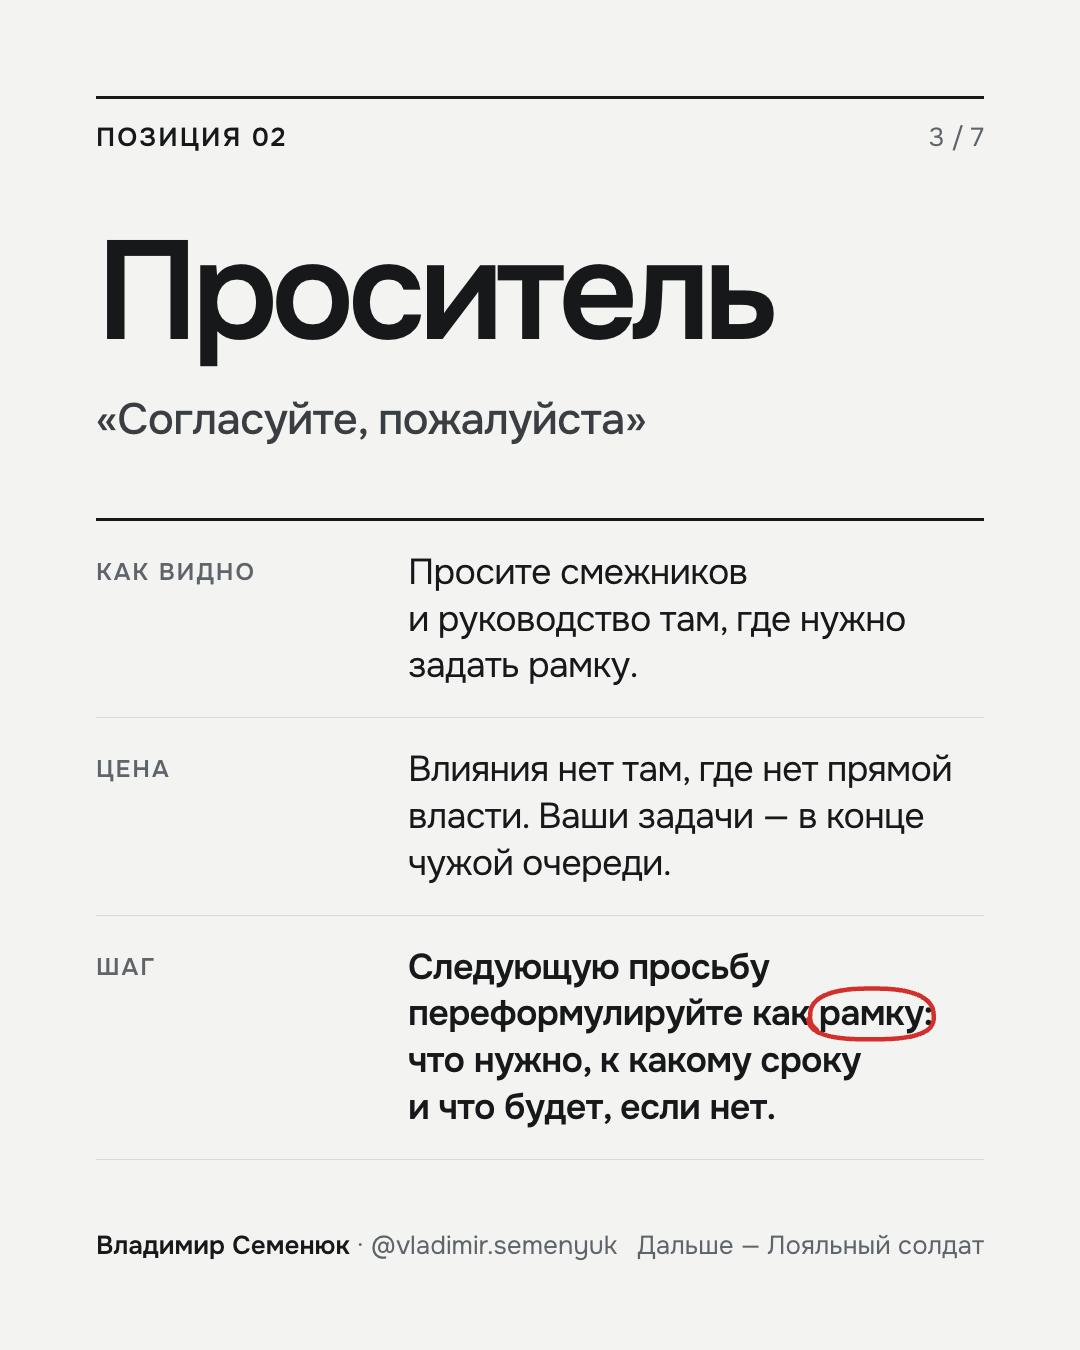 ПОЗИЦИЯ 02
3 / 7
Проситель
«Согласуйте, пожалуйста»
КАК ВИДНО
Просите смежников
и руководство там, где нужно
задать рамку.
ЦЕНА
Влияния нет там, где нет прямой
власти. Ваши задачи — в конце
чужой очереди.
ШАГ
Следующую просьбу
переформулируйте как рамку:
что нужно, к какому сроку
и что будет, если нет.
Владимир Семенюк · @vladimir.semenyuk
Дальше — Лояльный солдат